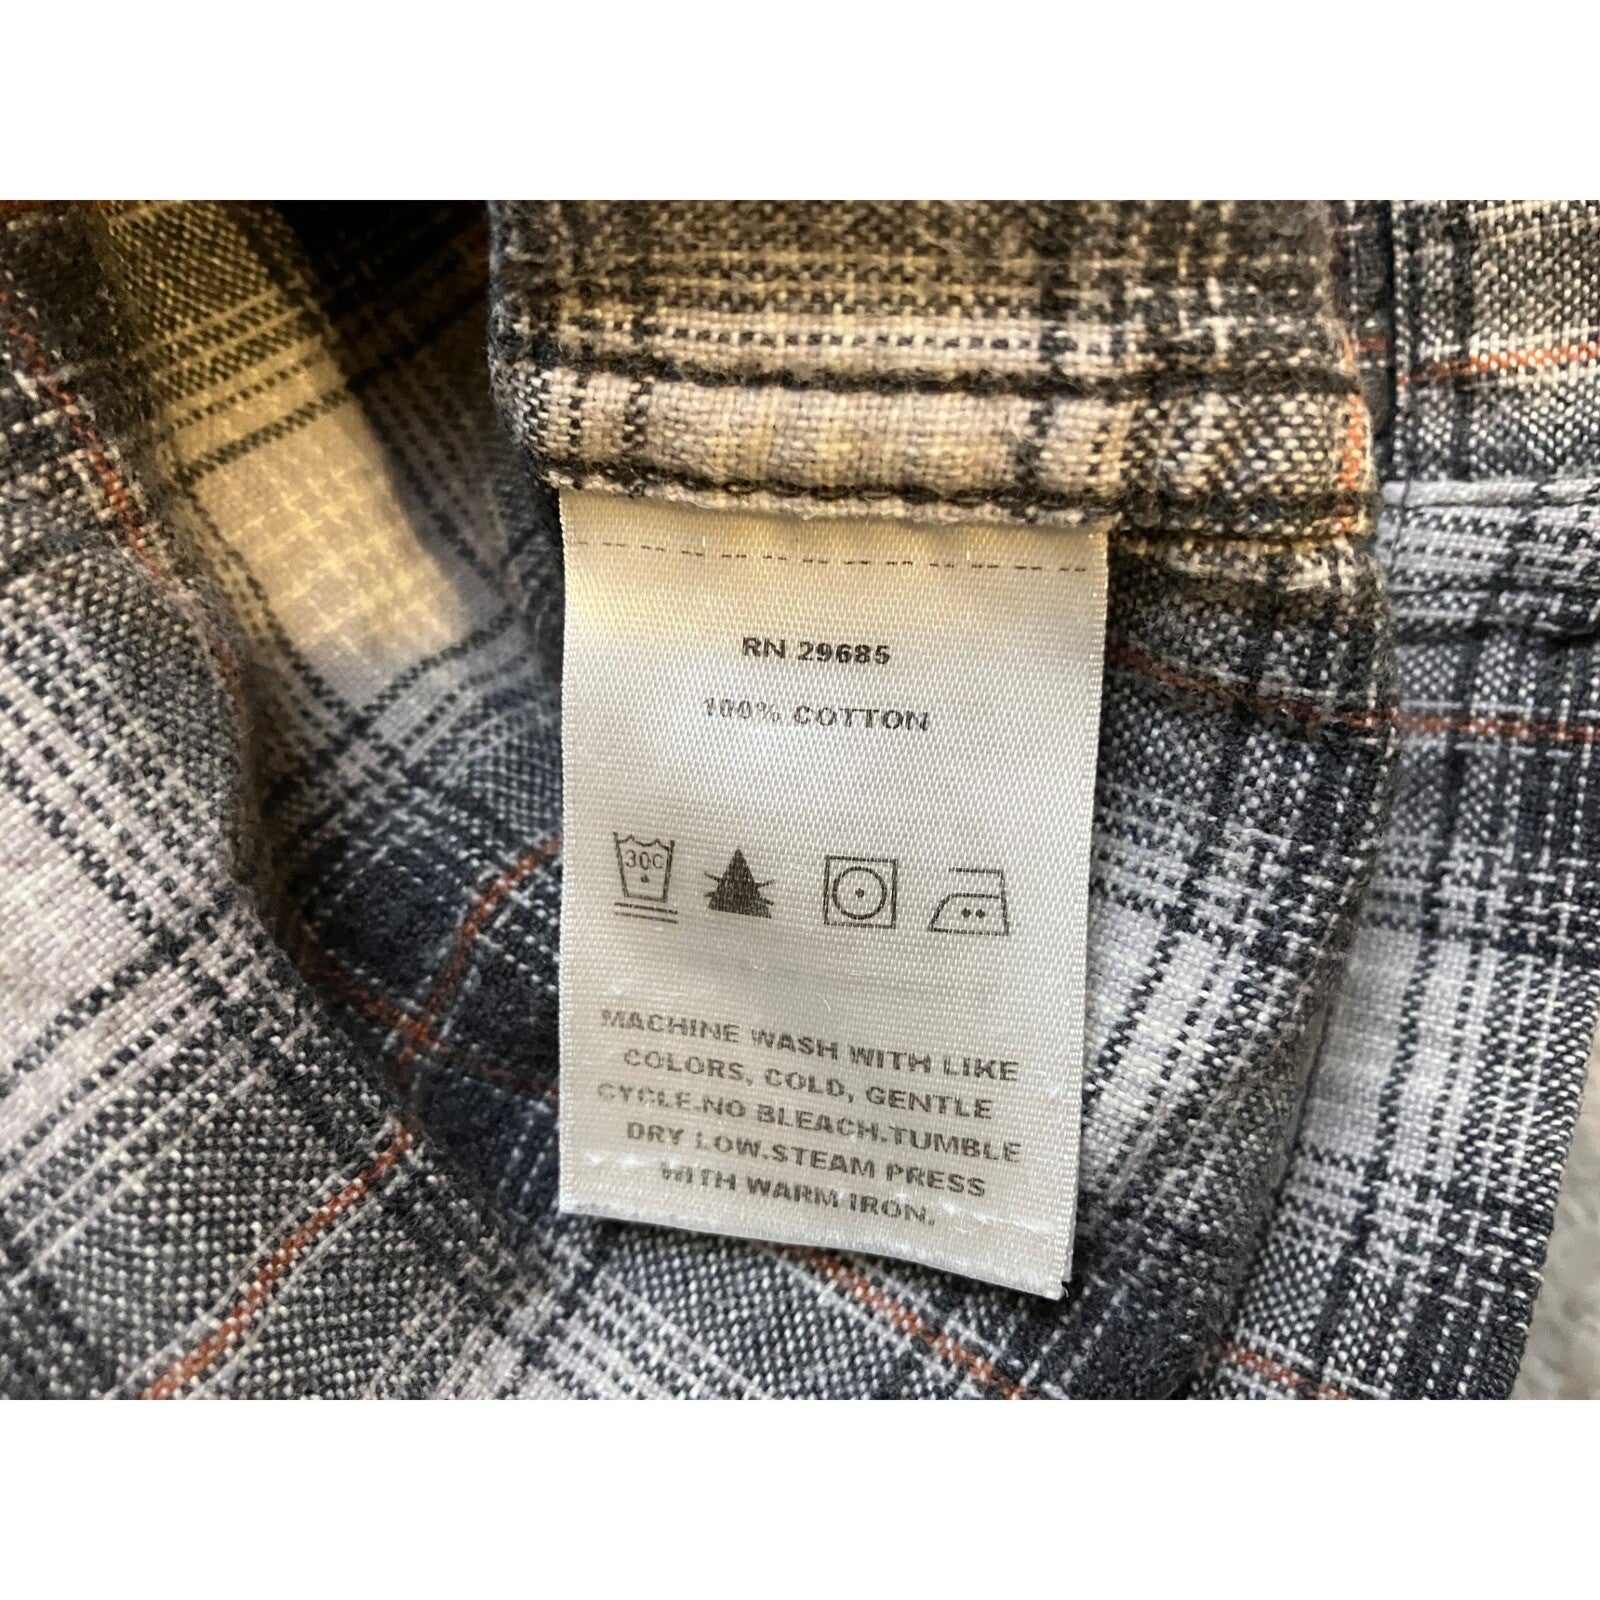 RN 29685
100% COTTON
30C
MACHINE WASH WITH LIKE
COLORS, COLD, GENTLE
CYCLE.NO BLEACH.TUMBLE
DRY LOW.STEAM PRESS
WITH WARM IRON.